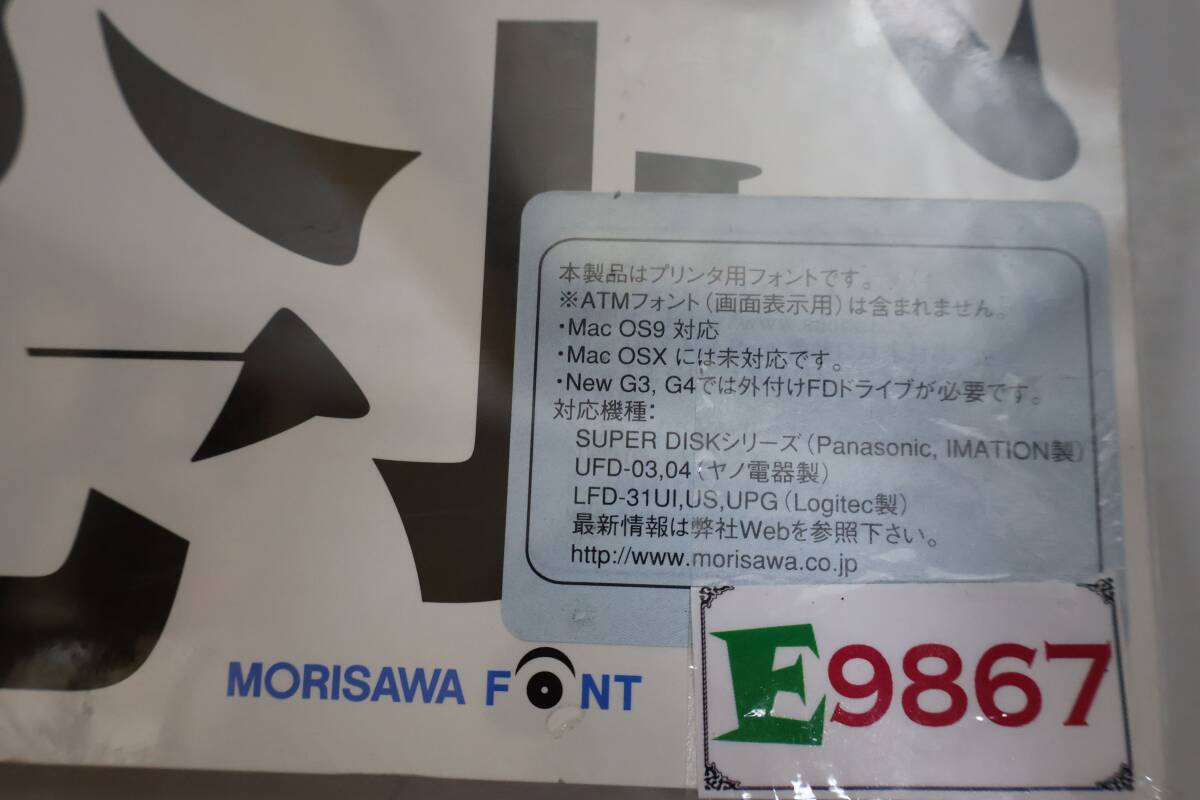 本製品はプリンタ用フォントです。
※ATMフォント（画面表示用）は含まれません。
・Mac OS9 対応
・Mac OSX には未対応です。
・New G3, G4では外付けFDドライブが必要です。
対応機種：
SUPER DISKシリーズ（Panasonic, IMATION製）
UFD-03,04（ヤノ電器製）
LFD-31UI,US,UPG（Logitec製）
最新情報は弊社Webを参照下さい。
http://www.morisawa.co.jp
MORISAWA FONT
E9867